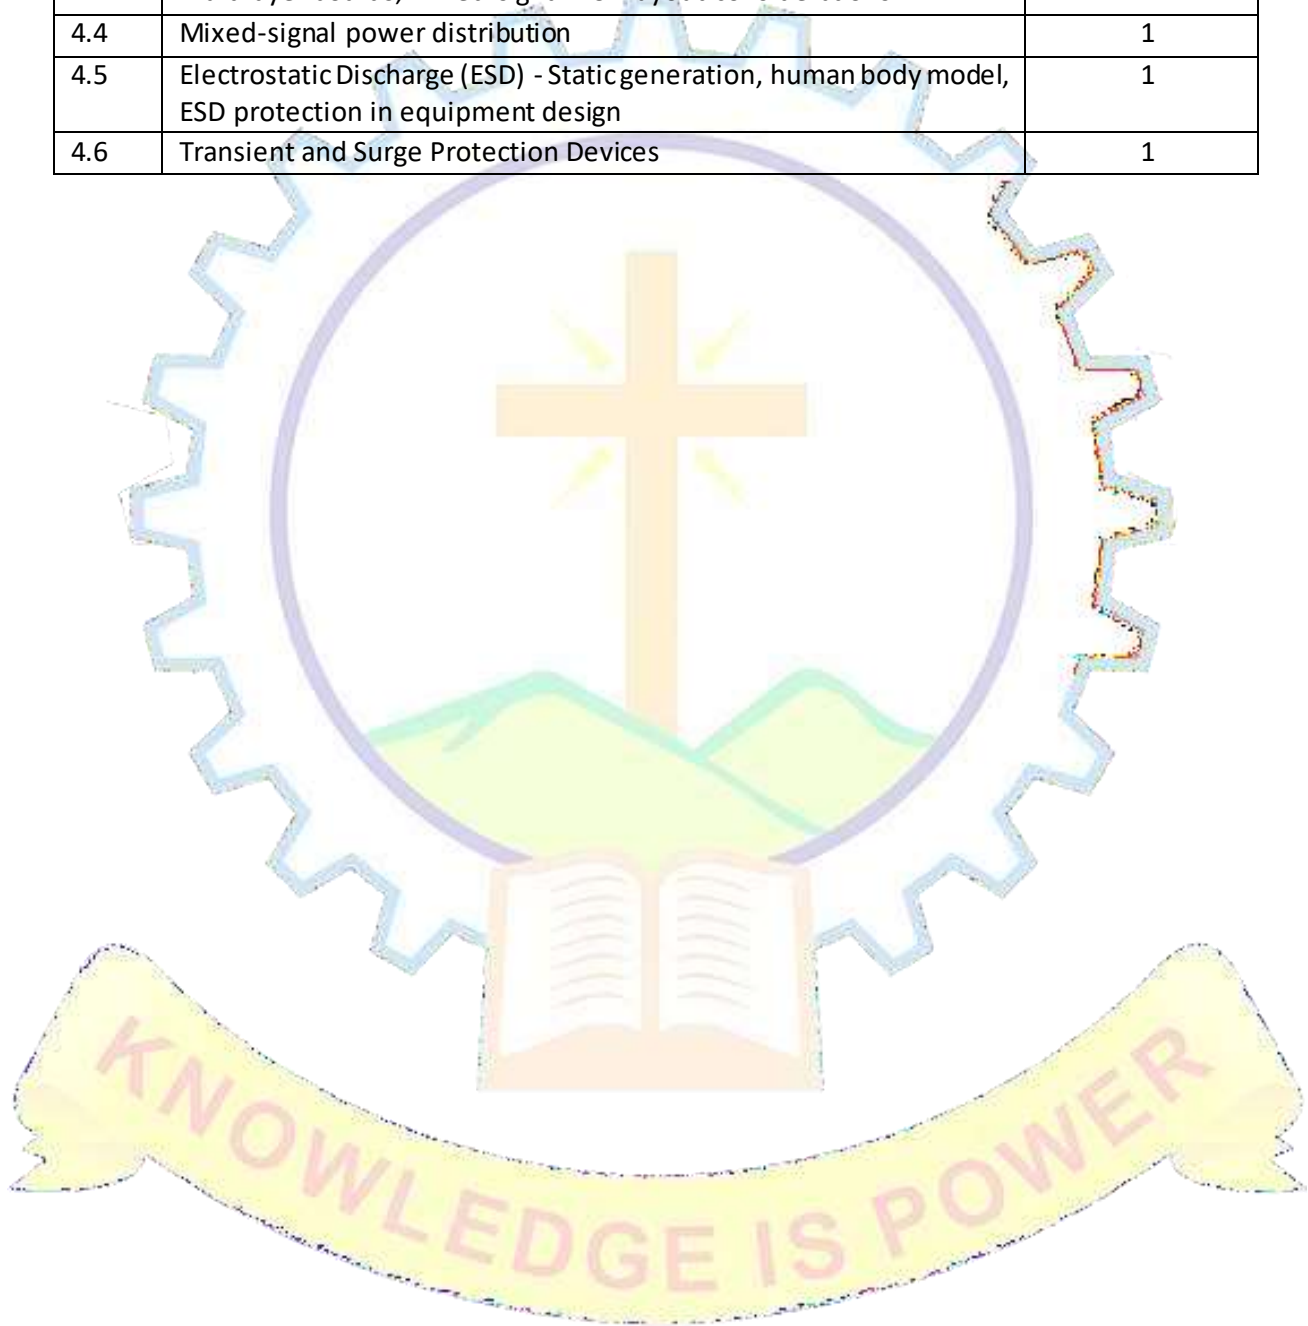 4.4 Mixed-signal power distribution 1
4.5 Electrostatic Discharge (ESD) - Static generation, human body model, 1
ESD protection in equipment design
4.6 Transient and Surge Protection Devices 1
KNOWLEDGE IS POWER